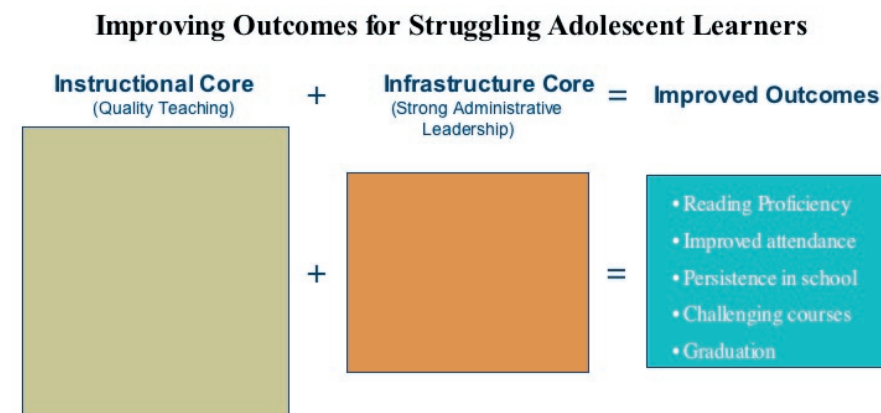 Improving Outcomes for Struggling Adolescent Learners
Instructional Core + Infrastructure Core = Improved Outcomes
(Quality Teaching) (Strong Administrative
Leadership)
+ =
• Reading Proficiency
• Improved attendance
• Persistence in school
• Challenging courses
• Graduation